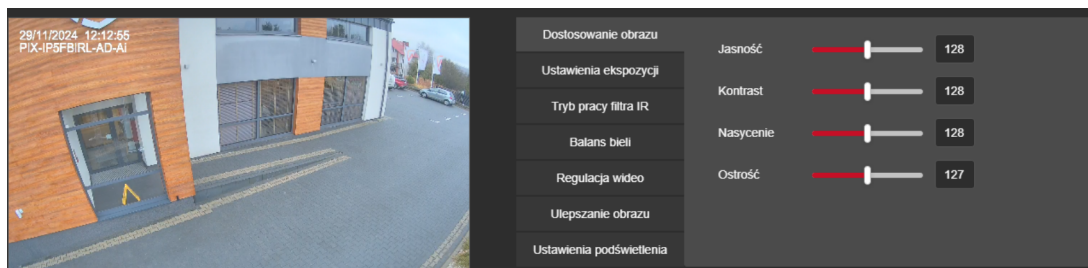 29/11/2024 12:12:55
PIX-IP5FBIRL-AD-Ai
Dostosowanie obrazu
Ustawienia ekspozycji
Tryb pracy filtra IR
Balans bieli
Regulacja wideo
Ulepszanie obrazu
Ustawienia podświetlenia
Jasność 128
Kontrast 128
Nasycenie 128
Ostrość 127